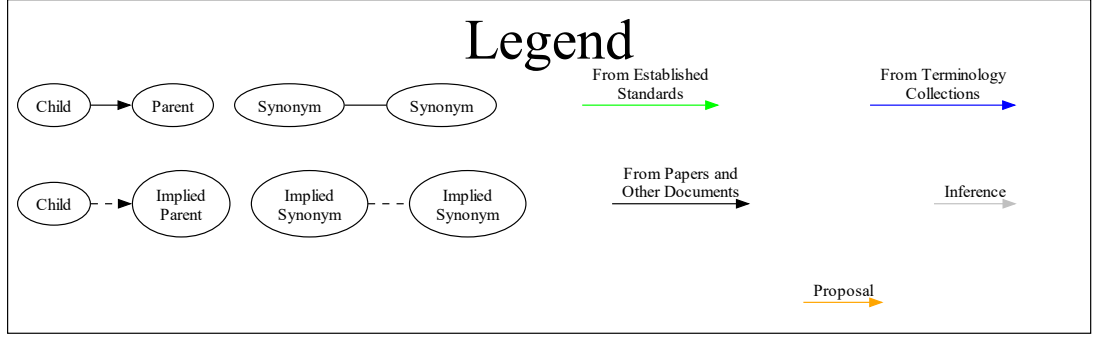 Legend
Child
Parent
Synonym
Synonym
From Established
Standards
From Terminology
Collections
Child
Implied
Parent
Implied
Synonym
Implied
Synonym
From Papers and
Other Documents
Inference
Proposal